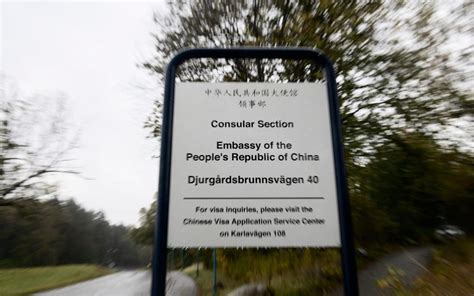 中华人民共和国大使馆
领事部
Consular Section
Embassy of the
People's Republic of China
Djurgårdsbrunnsvägen 40
For visa inquiries, please visit the
Chinese Visa Application Service Center
on Karlavägen 108